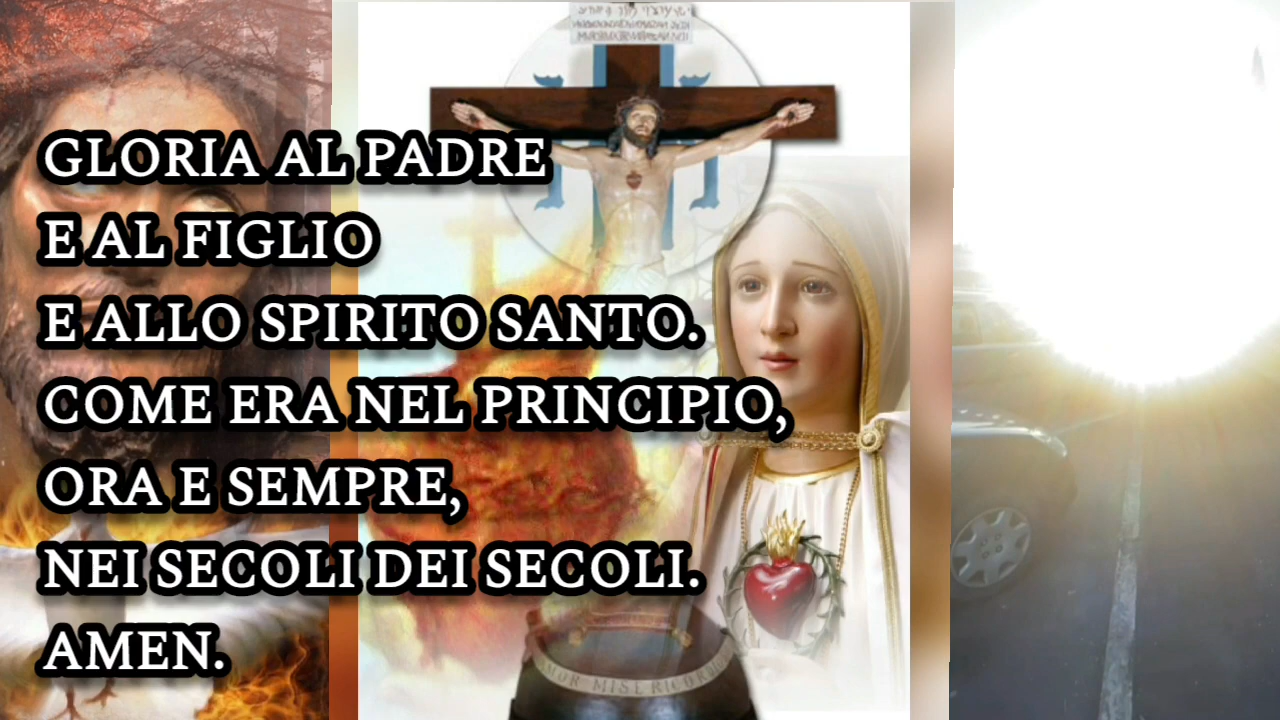 GLORIA AL PADRE
E AL FIGLIO
E ALLO SPIRITO SANTO.
COME ERA NEL PRINCIPIO,
ORA E SEMPRE,
NEI SECOLI DEI SECOLI.
AMEN.